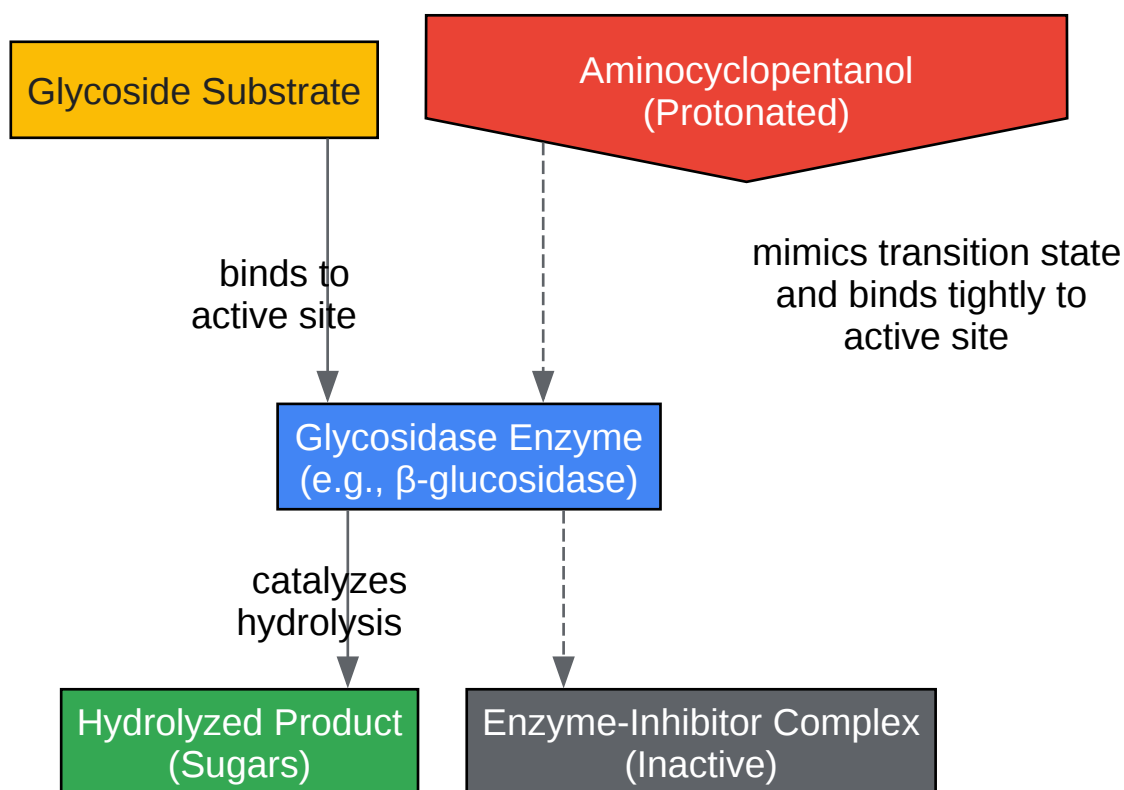 Glycoside Substrate
Aminocyclopentanol
(Protonated)
binds to
active site
mimics transition state
and binds tightly to
active site
Glycosidase Enzyme
(e.g., β-glucosidase)
catalyzes
hydrolysis
Hydrolyzed Product
(Sugars)
Enzyme-Inhibitor Complex
(Inactive)